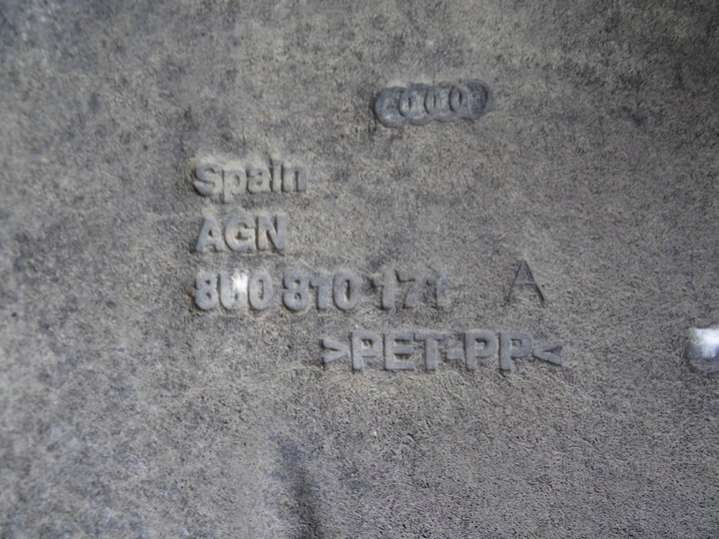 Spain
AGN
8U0 810 171 A
>PET-PP<